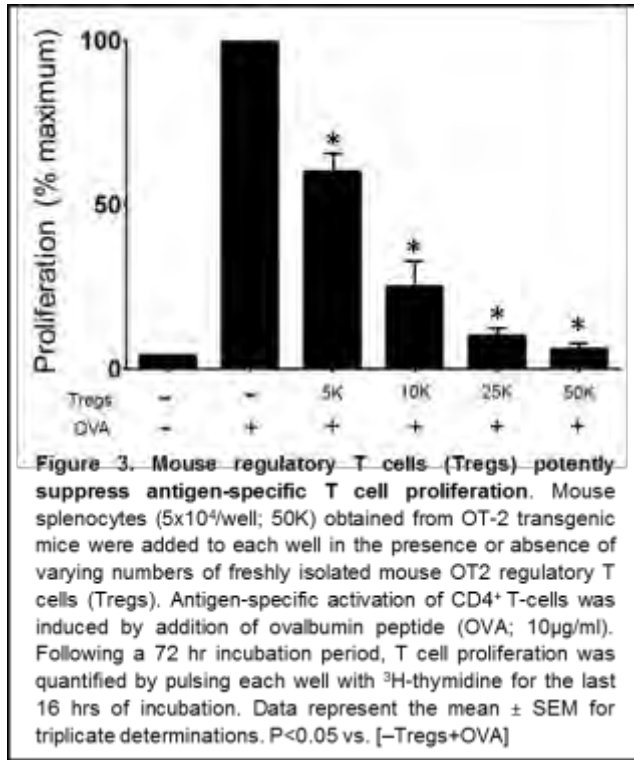 100
50
0
Proliferation (% maximum)
* * * *
Tregs – – 5K 10K 25K 50K
OVA – + + + + +
Figure 3. Mouse regulatory T cells (Tregs) potently
suppress antigen-specific T cell proliferation. Mouse
splenocytes (5x10⁴/well; 50K) obtained from OT-2 transgenic
mice were added to each well in the presence or absence of
varying numbers of freshly isolated mouse OT2 regulatory T
cells (Tregs). Antigen-specific activation of CD4⁺ T-cells was
induced by addition of ovalbumin peptide (OVA; 10µg/ml).
Following a 72 hr incubation period, T cell proliferation was
quantified by pulsing each well with ³H-thymidine for the last
16 hrs of incubation. Data represent the mean ± SEM for
triplicate determinations. P<0.05 vs. [–Tregs+OVA]